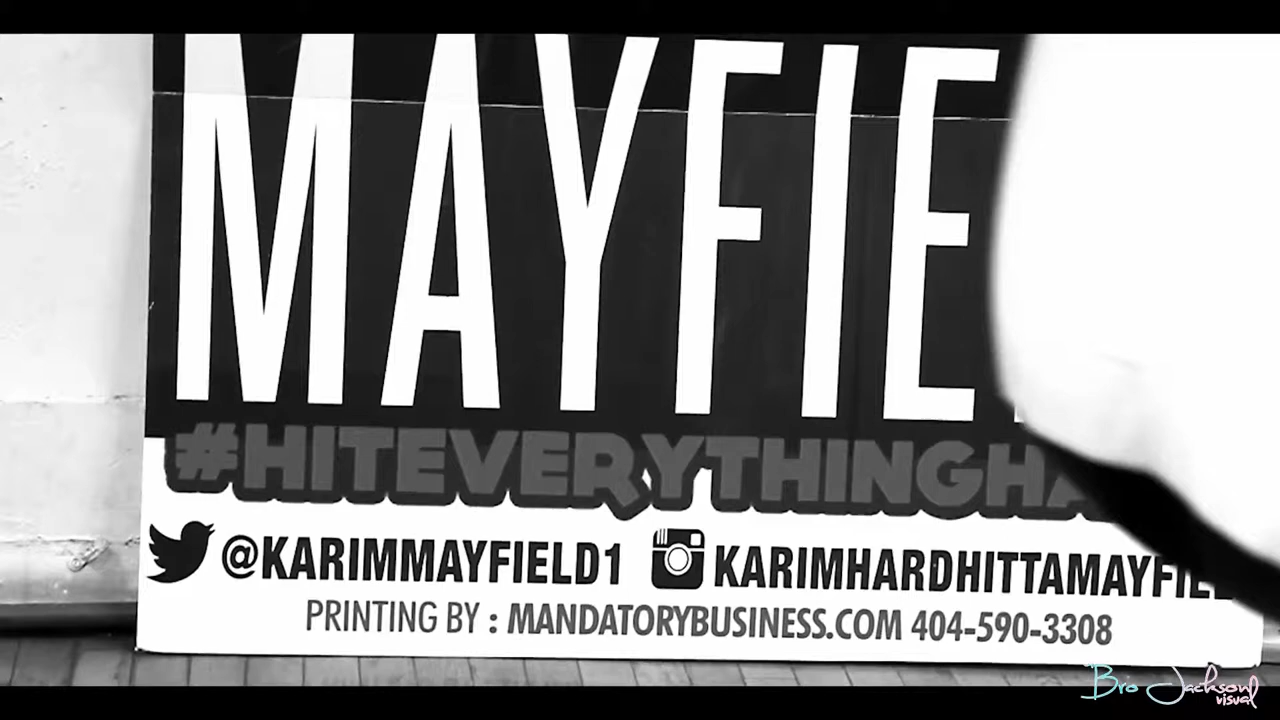 MAYFIE
#HITEVERYTHINGHA
@KARIMMAYFIELD1 KARIMHARDHITTAMAYFIEL
PRINTING BY : MANDATORYBUSINESS.COM 404-590-3308
Bro Jackson
visual